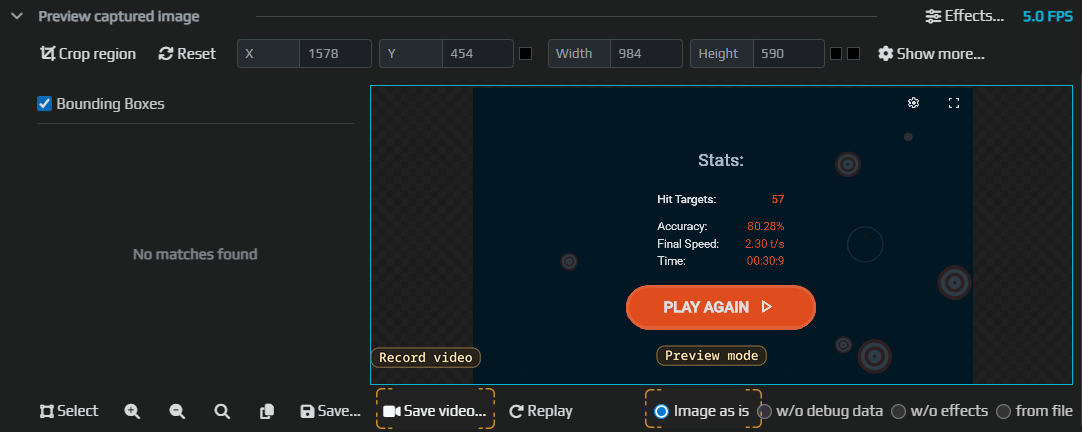 Preview captured image
Effects...
5.0 FPS
Crop region
Reset
X
1578
Y
454
Width
984
Height
590
Show more...
Bounding Boxes
Stats:
Hit Targets: 57
Accuracy: 80.28%
No matches found
Final Speed: 2.30 t/s
Time: 00:30:9
PLAY AGAIN
Record video
Preview mode
Select
Save...
Save video...
Replay
Image as is
w/o debug data
w/o effects
from file